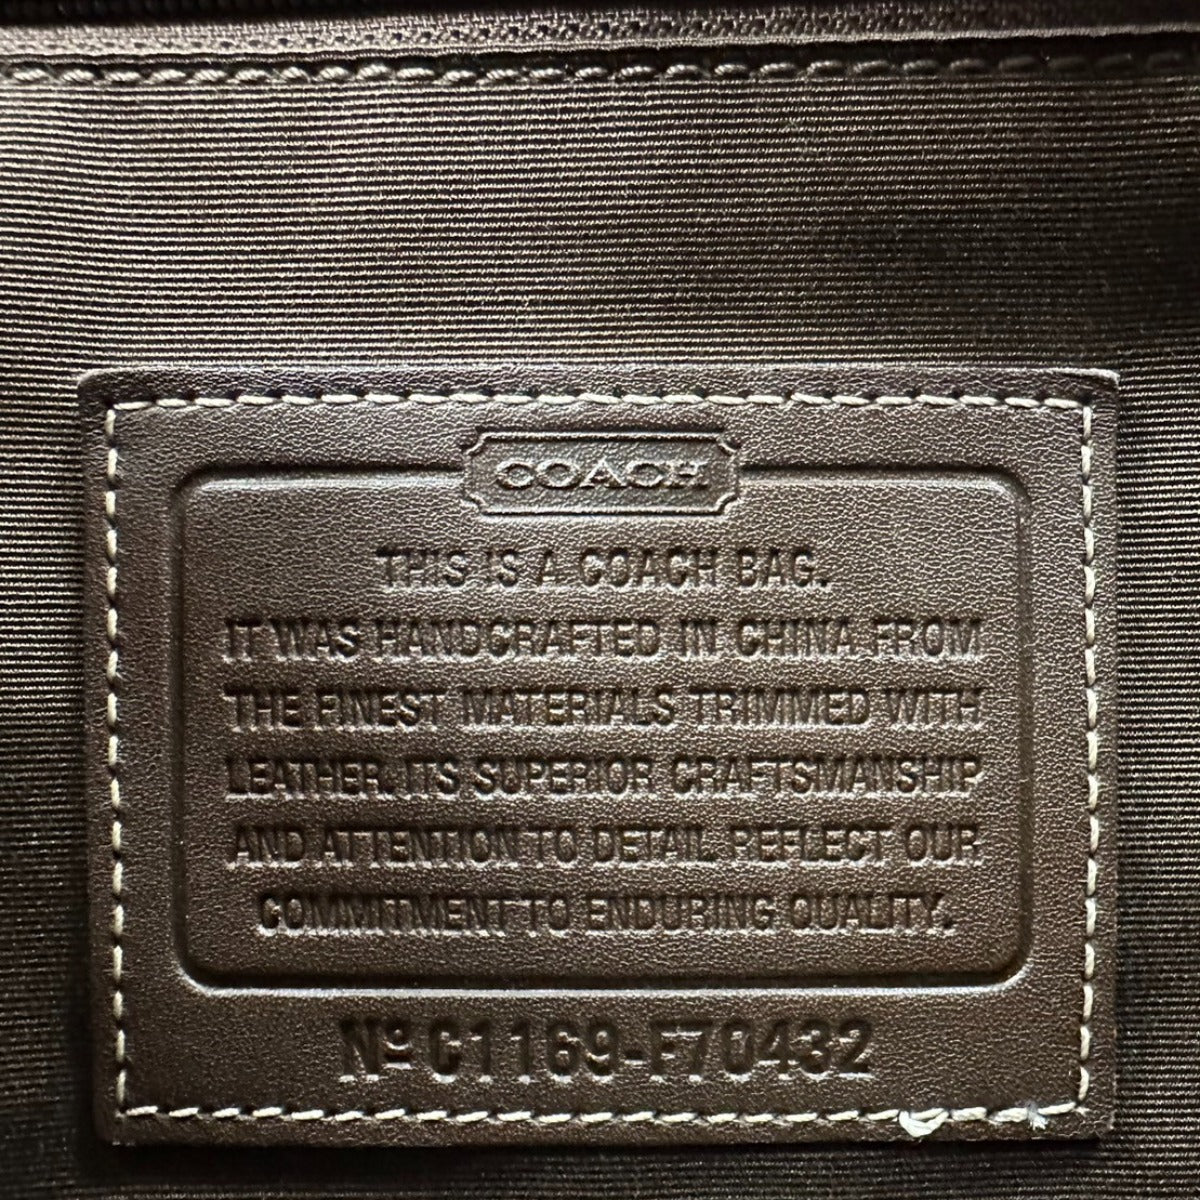 COACH
THIS IS A COACH BAG.
IT WAS HANDCRAFTED IN CHINA FROM
THE FINEST MATERIALS TRIMMED WITH
LEATHER. ITS SUPERIOR CRAFTSMANSHIP
AND ATTENTION TO DETAIL REFLECT OUR
COMMITMENT TO ENDURING QUALITY.
Nº C1169-F70432